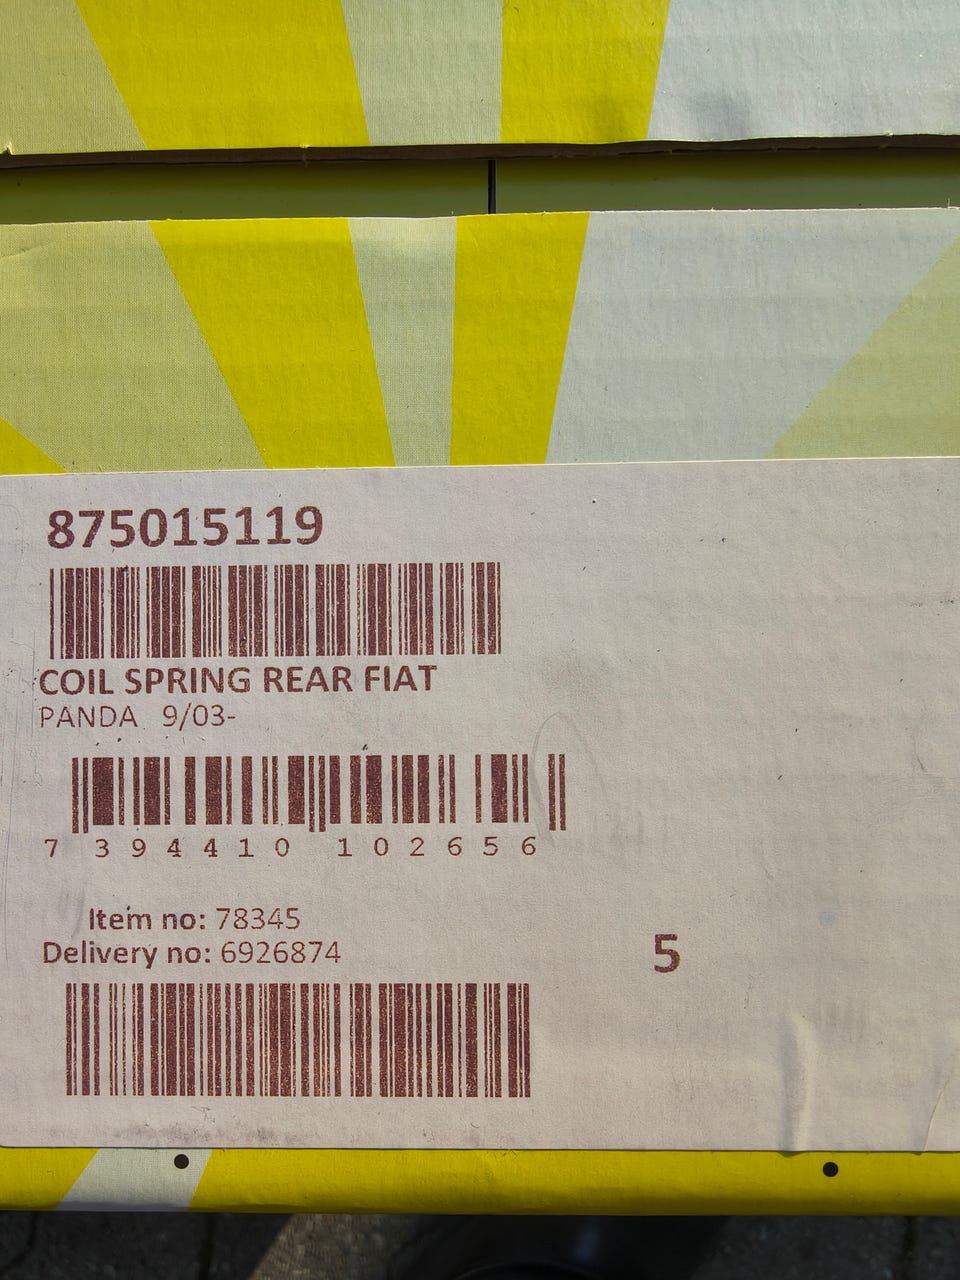 875015119
COIL SPRING REAR FIAT
PANDA 9/03-
7 394410 102656
Item no: 78345
Delivery no: 6926874
5